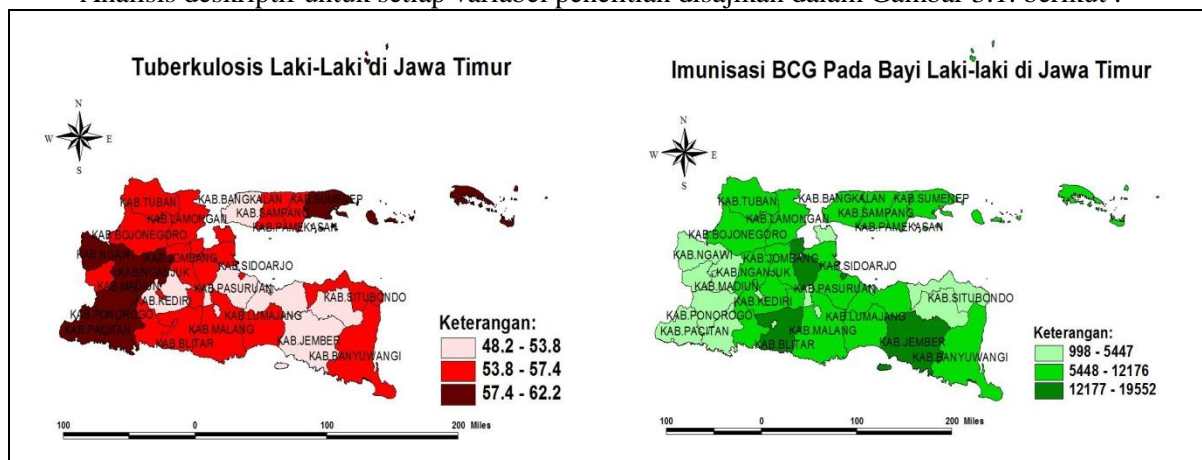 Analisis deskriptif untuk setiap variabel penelitian disajikan dalam Gambar 3.1. berikut :
Tuberkulosis Laki-Laki di Jawa Timur
N
W E
S
KAB.TUBAN
KAB.BANGKALAN
KAB.SUMENEP
KAB.LAMONGAN
KAB.SAMPANG
KAB.PAMEKASAN
KAB.BOJONEGORO
KAB.NGAWI
KAB.JOMBANG
KAB.NGANJUK
KAB.SIDOARJO
KAB.MADIUN
KAB.KEDIRI
KAB.PASURUAN
KAB.SITUBONDO
KAB.PONOROGO
KAB.LUMAJANG
KAB.PACITAN
KAB.MALANG
KAB.BLITAR
KAB.JEMBER
KAB.BANYUWANGI
Keterangan:
48.2 - 53.8
53.8 - 57.4
57.4 - 62.2
100 0 100 200 Miles
Imunisasi BCG Pada Bayi Laki-laki di Jawa Timur
N
W E
S
KAB.TUBAN
KAB.BANGKALAN
KAB.SUMENEP
KAB.LAMONGAN
KAB.SAMPANG
KAB.PAMEKASAN
KAB.BOJONEGORO
KAB.NGAWI
KAB.JOMBANG
KAB.NGANJUK
KAB.SIDOARJO
KAB.MADIUN
KAB.KEDIRI
KAB.PASURUAN
KAB.SITUBONDO
KAB.PONOROGO
KAB.LUMAJANG
KAB.PACITAN
KAB.MALANG
KAB.BLITAR
KAB.JEMBER
KAB.BANYUWANGI
Keterangan:
998 - 5447
5448 - 12176
12177 - 19552
100 0 100 200 Miles